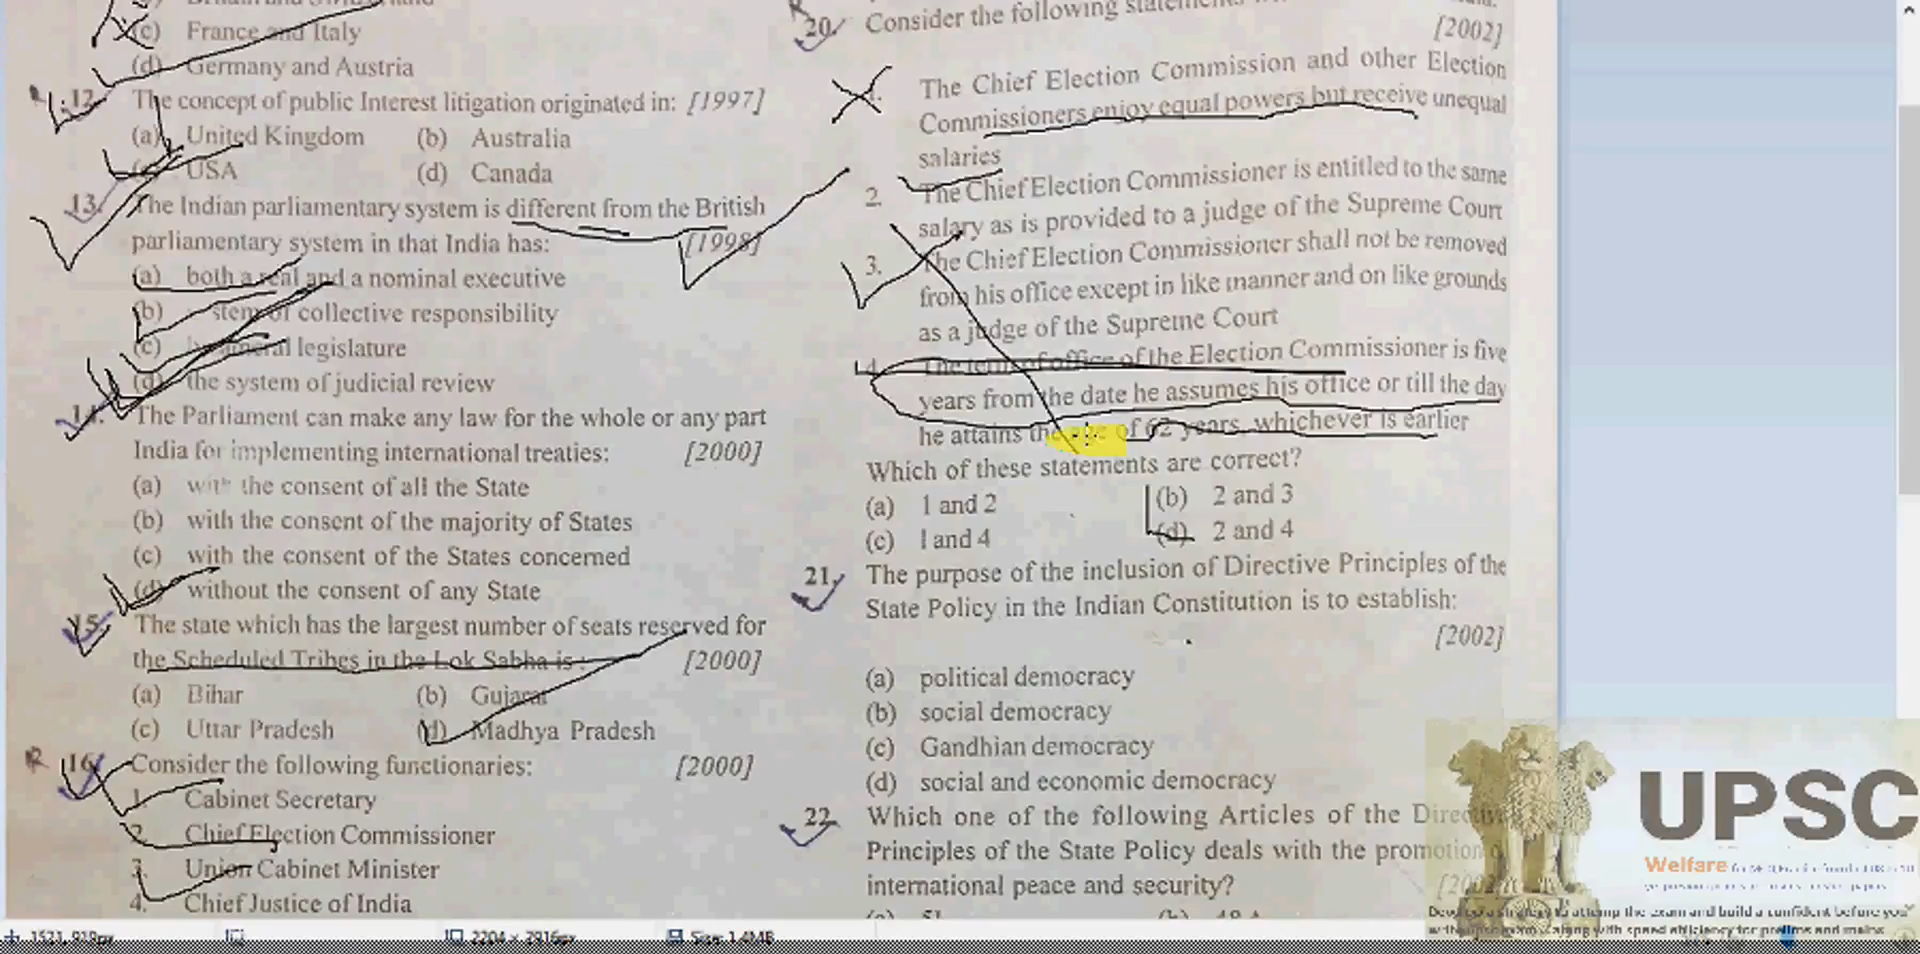 (c) France and Italy
(d) Germany and Austria
12. The concept of public Interest litigation originated in: [1997]
(a) United Kingdom (b) Australia
USA (d) Canada
13. The Indian parliamentary system is different from the British
parliamentary system in that India has: [1998]
(a) both a real and a nominal executive
(b) of collective responsibility
(c) legislature
(d) the system of judicial review
14. The Parliament can make any law for the whole or any part
India for implementing international treaties: [2000]
(a) with the consent of all the State
(b) with the consent of the majority of States
(c) with the consent of the States concerned
(d) without the consent of any State
15. The state which has the largest number of seats reserved for
the Scheduled Tribes in the Lok Sabha is : [2000]
(a) Bihar (b) Gujarat
(c) Uttar Pradesh (d) Madhya Pradesh
R 16. Consider the following functionaries: [2000]
1. Cabinet Secretary
2. Chief Election Commissioner
3. Union Cabinet Minister
4. Chief Justice of India
R
20. Consider the following statements
[2002]
The Chief Election Commission and other Election
Commissioners enjoy equal powers but receive unequal
salaries
2. The Chief Election Commissioner is entitled to the same
salary as is provided to a judge of the Supreme Court
3. The Chief Election Commissioner shall not be removed
from his office except in like manner and on like grounds
as a judge of the Supreme Court
4. The term of office of the Election Commissioner is five
years from the date he assumes his office or till the day
he attains the age of 62 years, whichever is earlier
Which of these statements are correct?
(a) 1 and 2 (b) 2 and 3
(c) 1 and 4 (d) 2 and 4
21. The purpose of the inclusion of Directive Principles of the
State Policy in the Indian Constitution is to establish:
[2002]
(a) political democracy
(b) social democracy
(c) Gandhian democracy
(d) social and economic democracy
22. Which one of the following Articles of the Directive
Principles of the State Policy deals with the promotion of
international peace and security?
(a) 51 (b) 48 A
UPSC
Welfare
1521, 919px 2204 × 2916px Size: 1.4MB